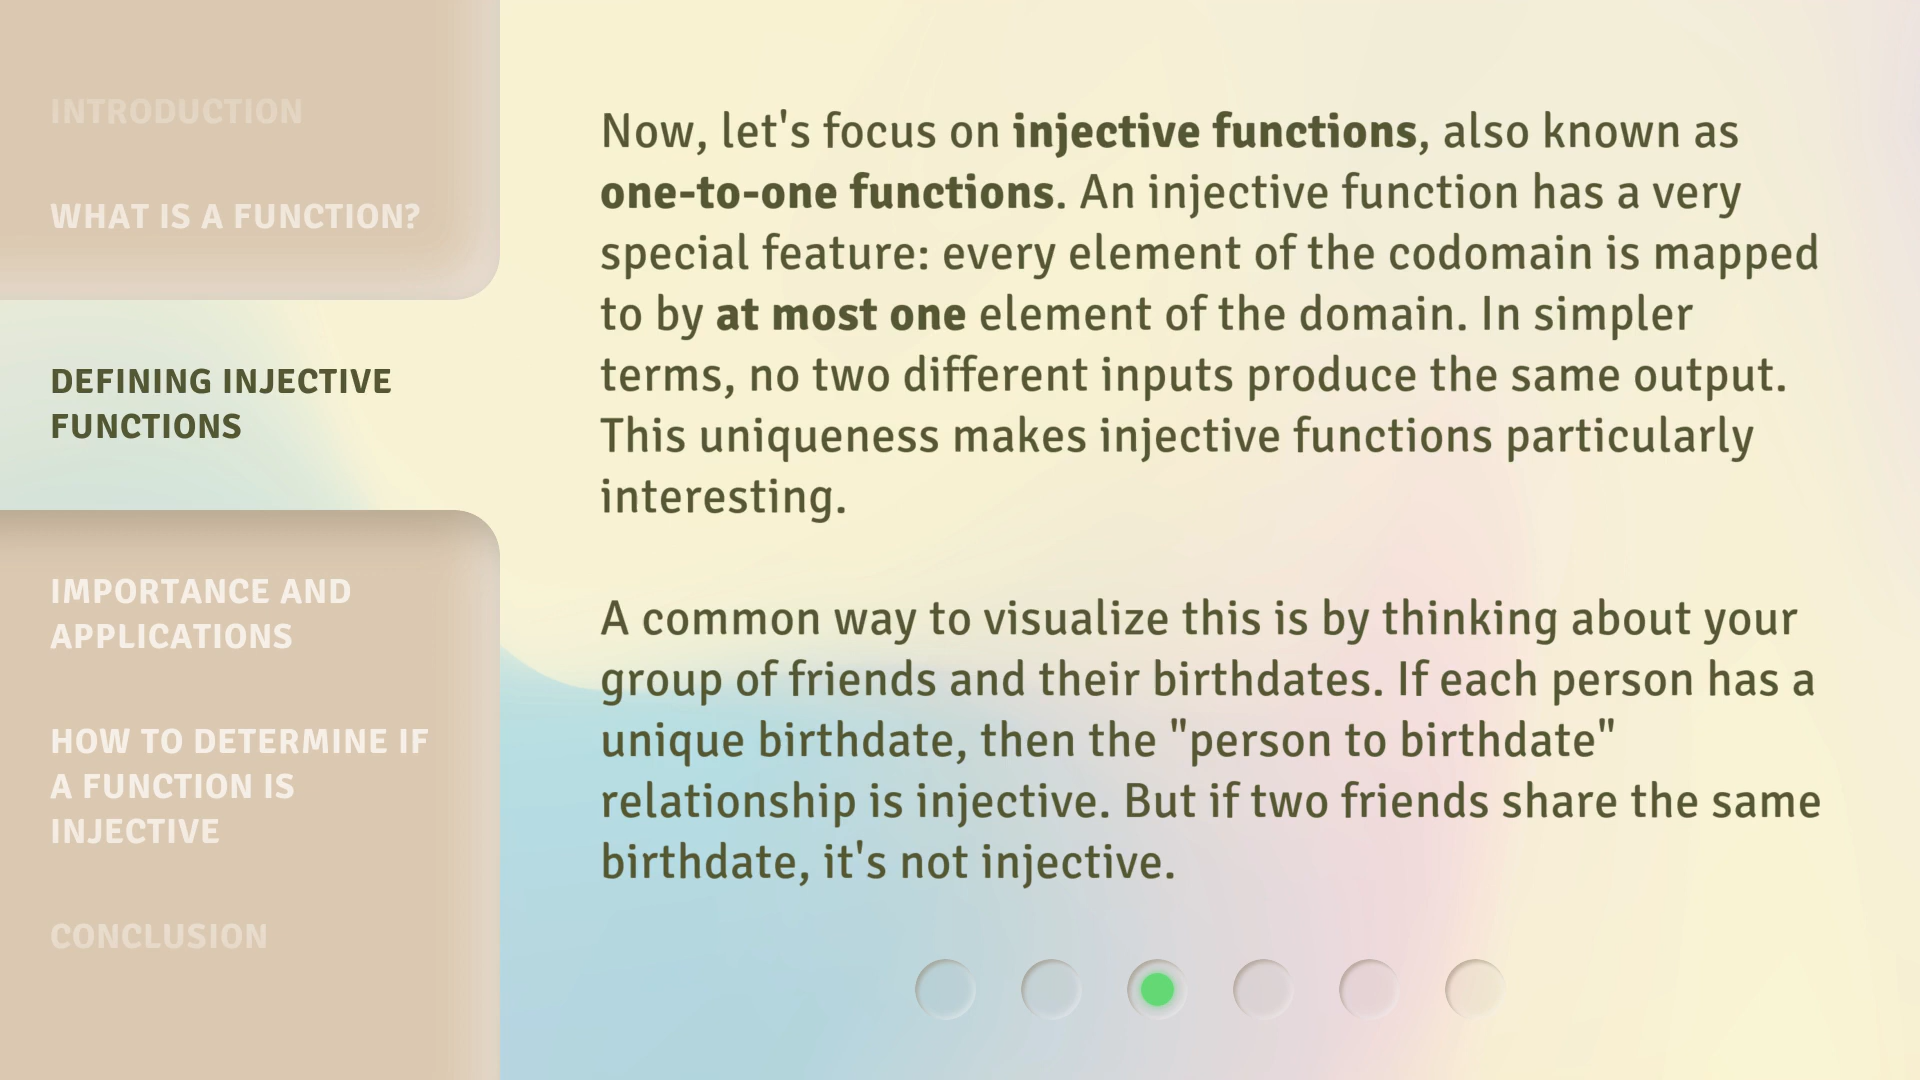 INTRODUCTION
WHAT IS A FUNCTION?
DEFINING INJECTIVE
FUNCTIONS
IMPORTANCE AND
APPLICATIONS
HOW TO DETERMINE IF
A FUNCTION IS
INJECTIVE
CONCLUSION
Now, let's focus on injective functions, also known as
one-to-one functions. An injective function has a very
special feature: every element of the codomain is mapped
to by at most one element of the domain. In simpler
terms, no two different inputs produce the same output.
This uniqueness makes injective functions particularly
interesting.
A common way to visualize this is by thinking about your
group of friends and their birthdates. If each person has a
unique birthdate, then the "person to birthdate"
relationship is injective. But if two friends share the same
birthdate, it's not injective.